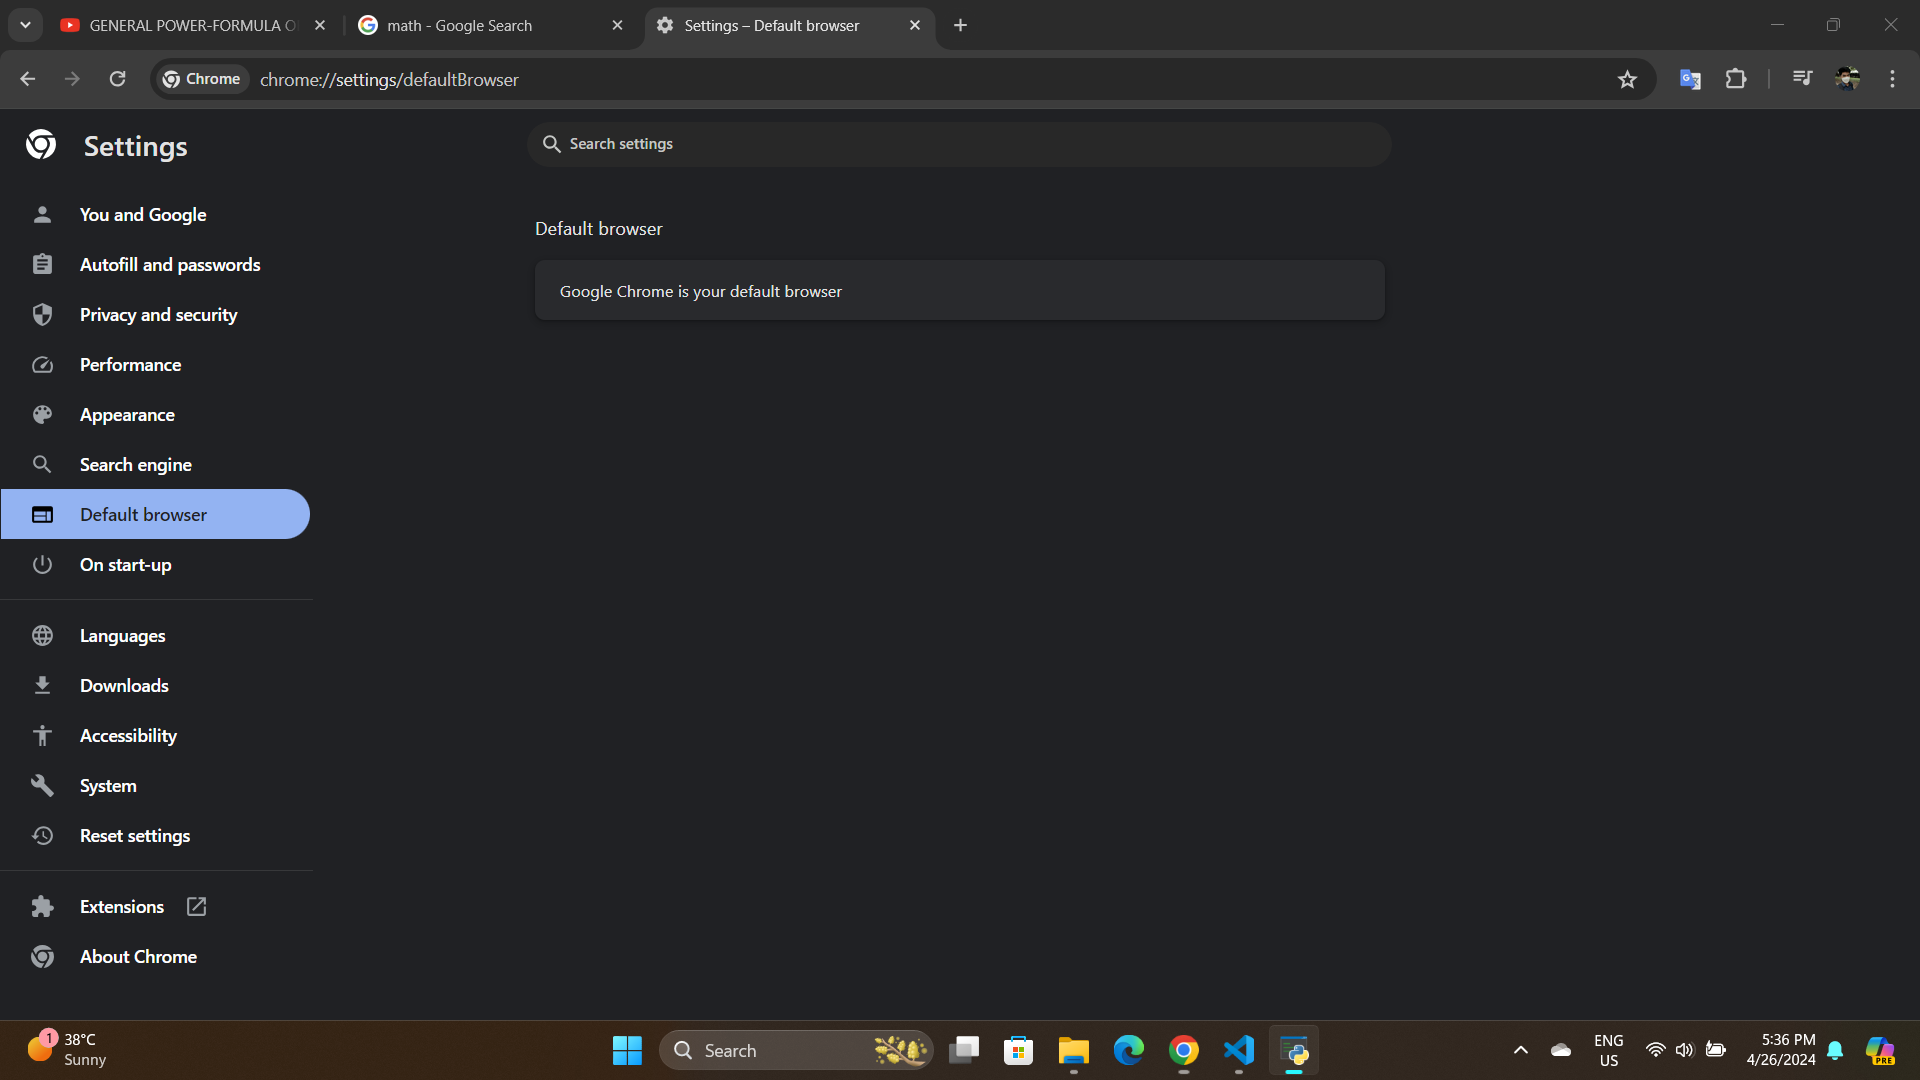 GENERAL POWER-FORMULA O
math - Google Search
Settings – Default browser
Chrome
chrome://settings/defaultBrowser
Settings
Search settings
You and Google
Autofill and passwords
Privacy and security
Performance
Appearance
Search engine
Default browser
On start-up
Languages
Downloads
Accessibility
System
Reset settings
Extensions
About Chrome
Default browser
Google Chrome is your default browser
1
38°C
Sunny
Search
ENG
US
5:36 PM
4/26/2024
PRE